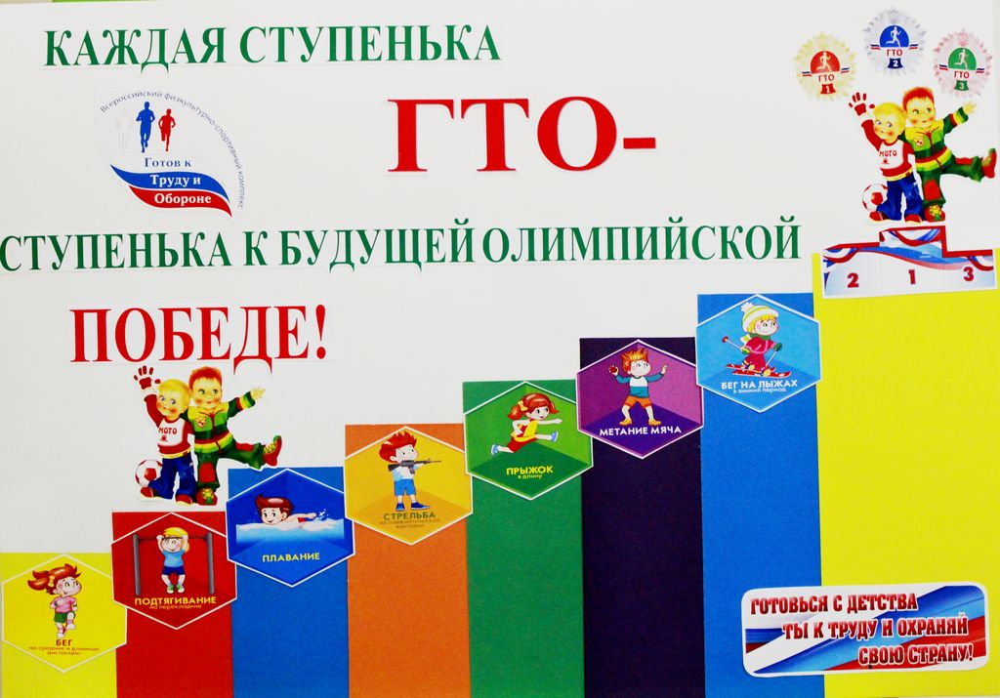 КАЖДАЯ СТУПЕНЬКА
ГТО-
СТУПЕНЬКА К БУДУЩЕЙ ОЛИМПИЙСКОЙ
ПОБЕДЕ!
Всероссийский физкультурно-спортивный комплекс
Готов к
Труду и
Обороне
ГТО
1
ГТО
2
ГТО
3
МОТО
2 1 3
МОТО
БЕГ НА ЛЫЖАХ
в зимний период
МЕТАНИЕ МЯЧА
ПРЫЖОК
в длину
СТРЕЛЬБА
из пневматической
винтовки
ПЛАВАНИЕ
ПОДТЯГИВАНИЕ
на перекладине
БЕГ
на средние и длинные
дистанции
ГОТОВЬСЯ С ДЕТСТВА
ТЫ К ТРУДУ И ОХРАНЯЙ
СВОЮ СТРАНУ!